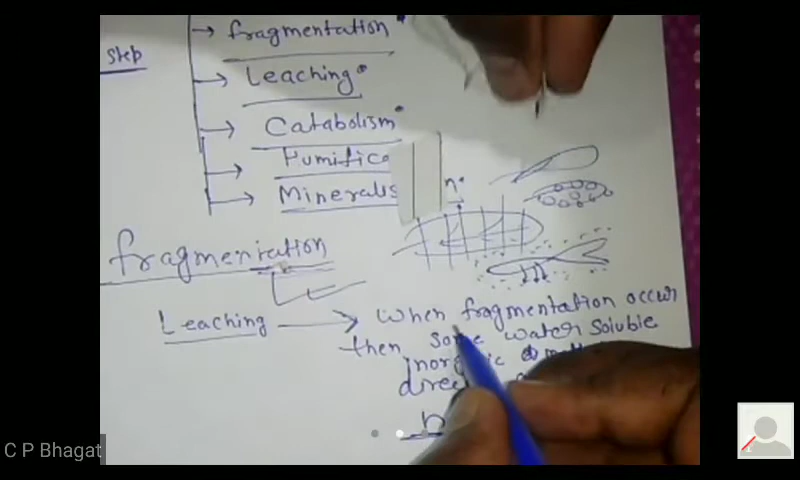 fragmentation
Step
Leaching
Catabolism
Humifica
Mineralis n
fragmentation
Leaching When fragmentation occur
then some water soluble
C P Bhagat